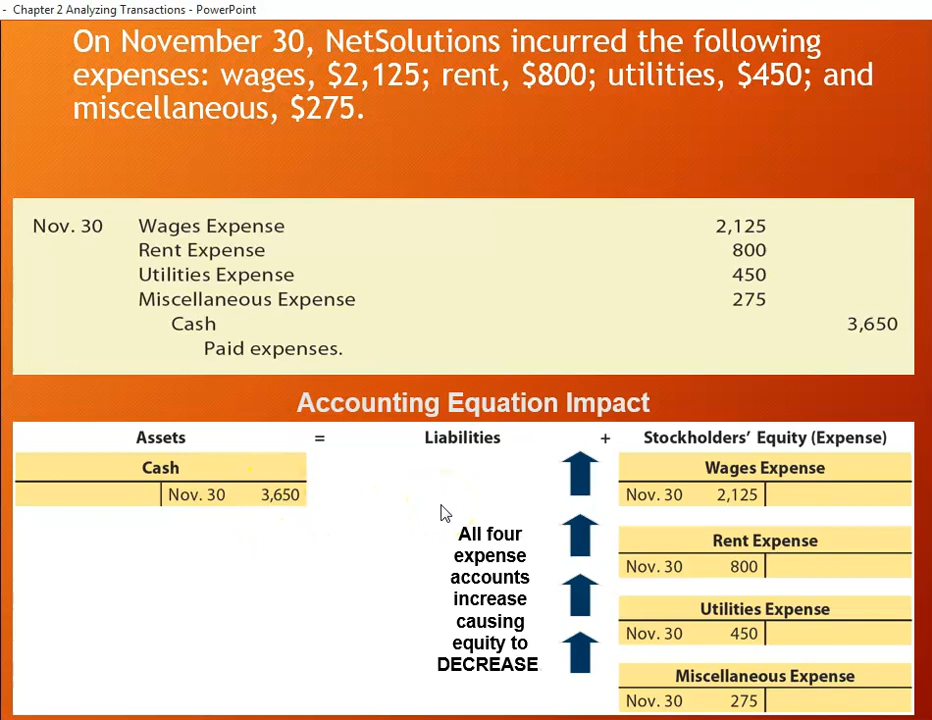 - Chapter 2 Analyzing Transactions - PowerPoint
On November 30, NetSolutions incurred the following
expenses: wages, $2,125; rent, $800; utilities, $450; and
miscellaneous, $275.
Nov. 30 Wages Expense 2,125
Rent Expense 800
Utilities Expense 450
Miscellaneous Expense 275
Cash 3,650
Paid expenses.
Accounting Equation Impact
Assets = Liabilities + Stockholders’ Equity (Expense)
Cash
Nov. 30 3,650
All four
expense
accounts
increase
causing
equity to
DECREASE
Wages Expense
Nov. 30 2,125
Rent Expense
Nov. 30 800
Utilities Expense
Nov. 30 450
Miscellaneous Expense
Nov. 30 275